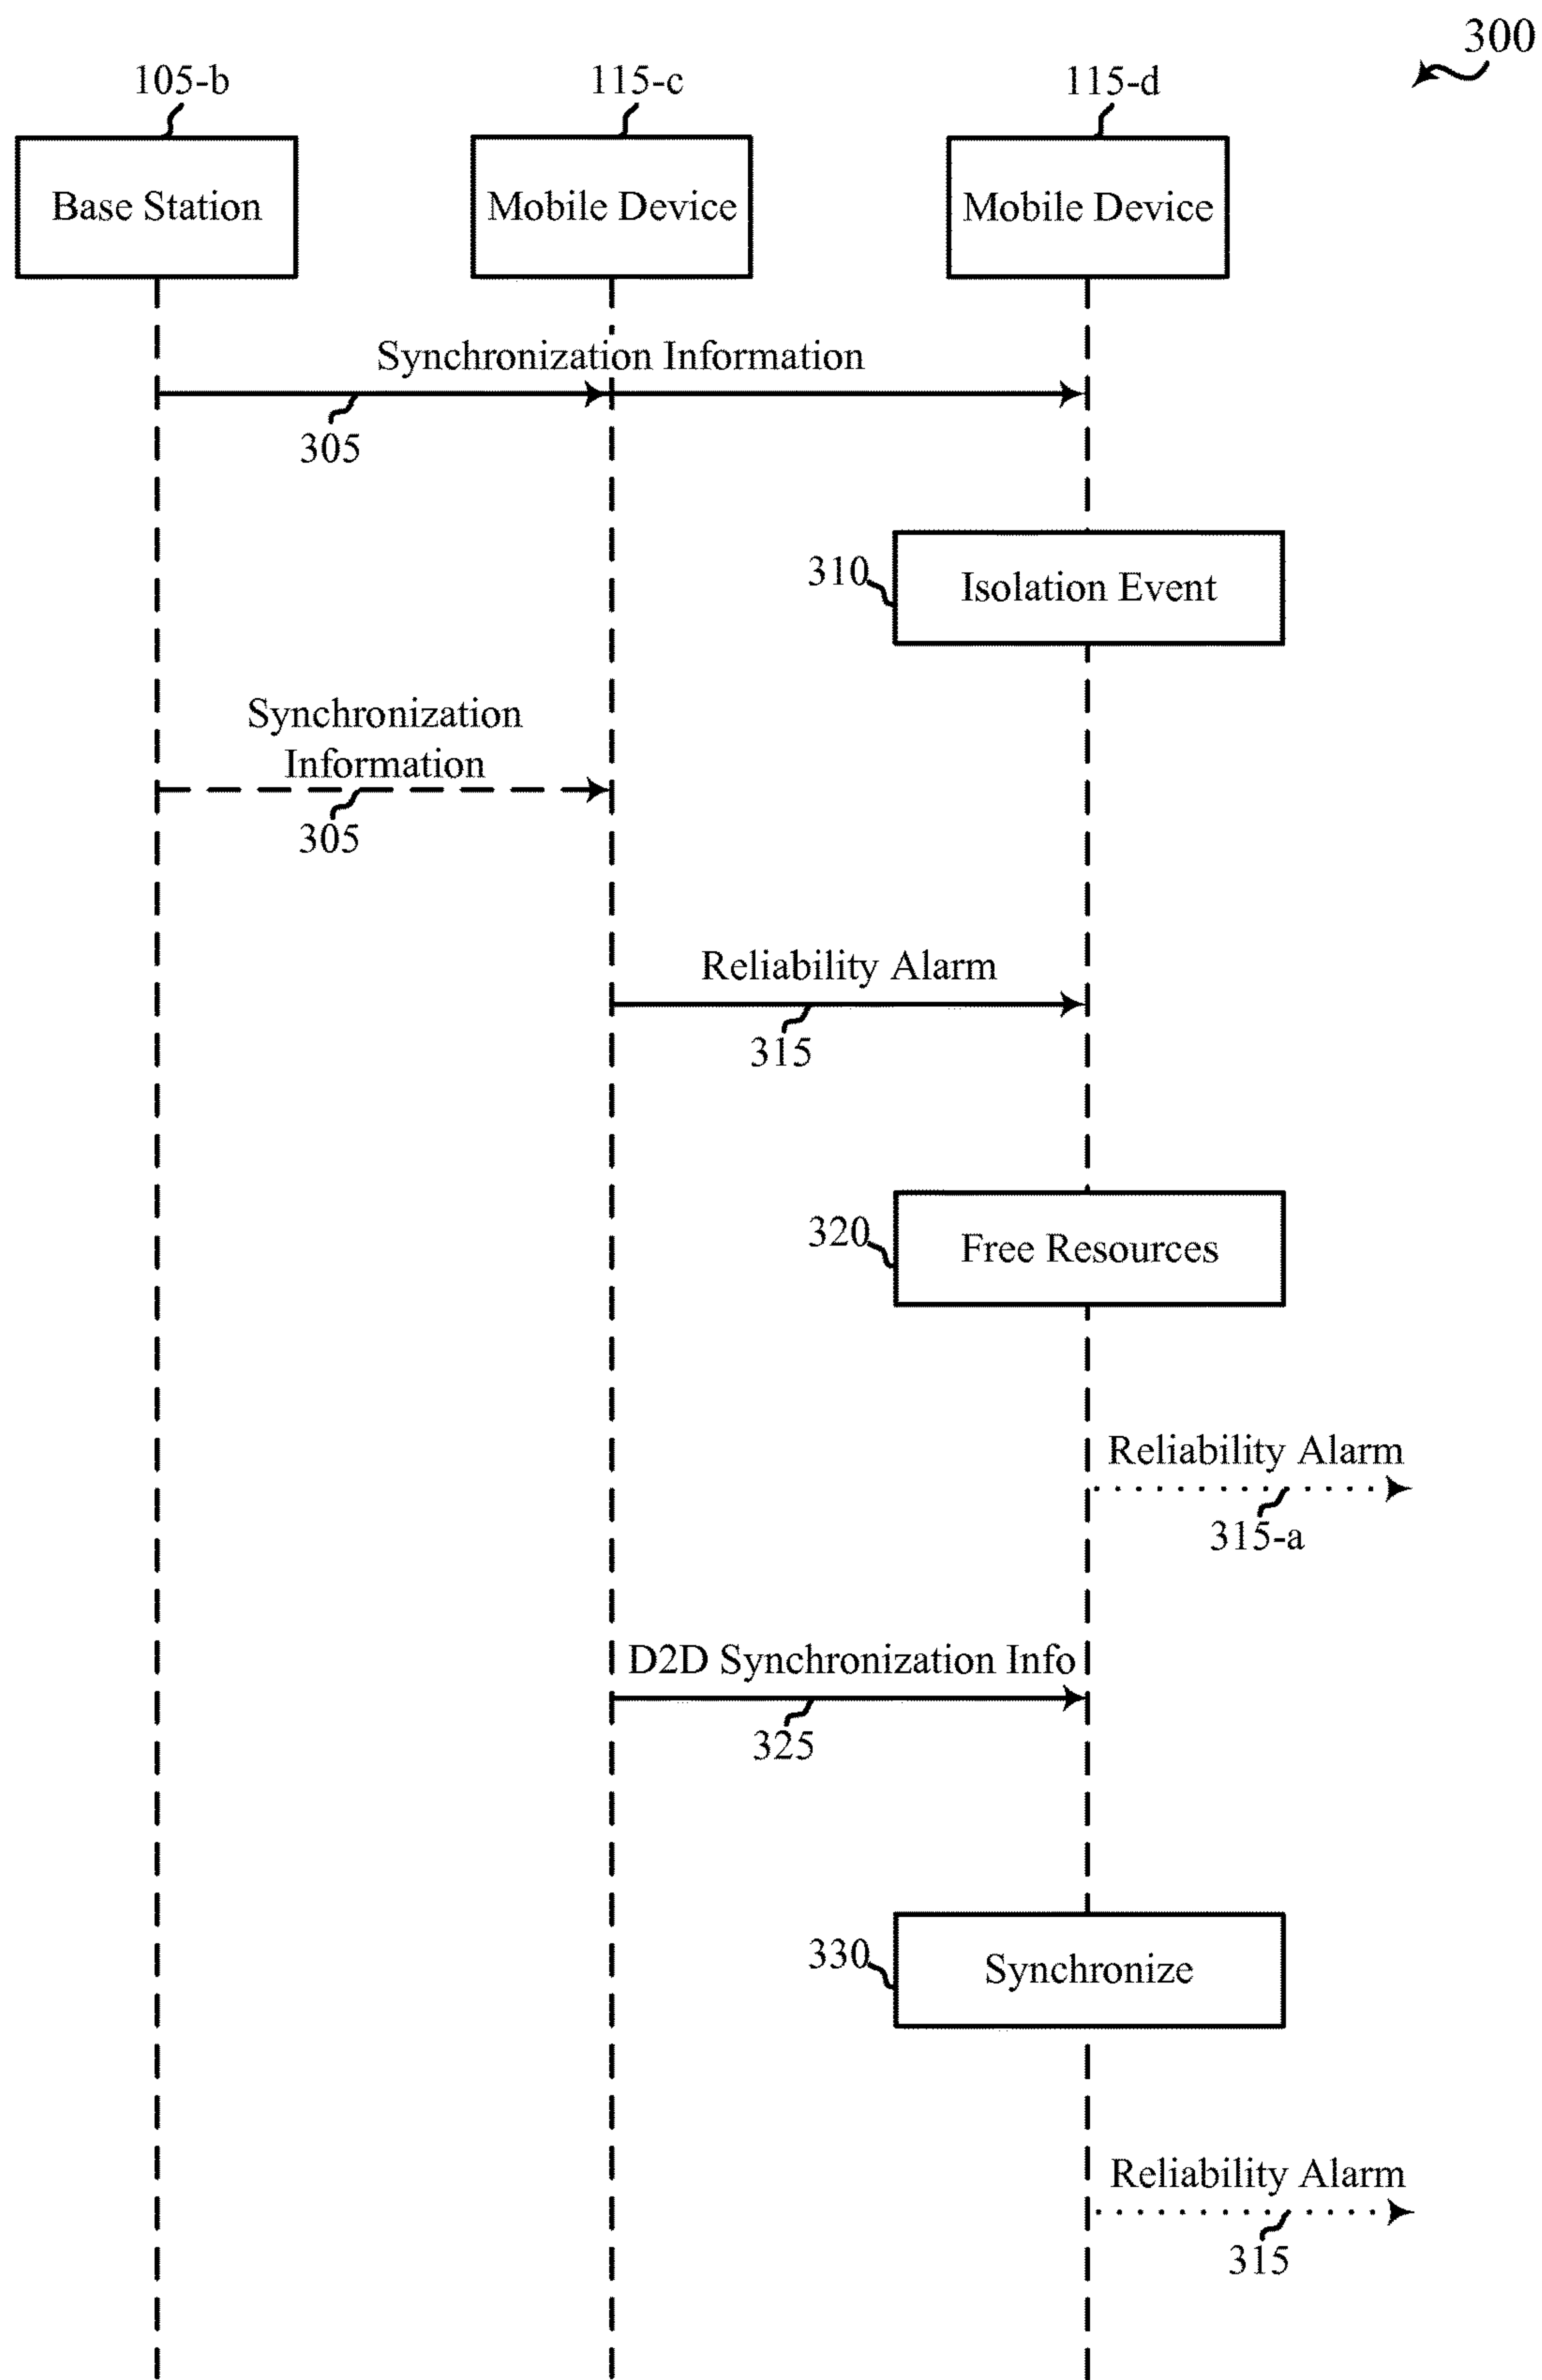 300
105-b
115-c
115-d
Base Station
Mobile Device
Mobile Device
Synchronization Information
305
310
Isolation Event
Synchronization
Information
305
Reliability Alarm
315
320
Free Resources
Reliability Alarm
315-a
D2D Synchronization Info
325
330
Synchronize
Reliability Alarm
315